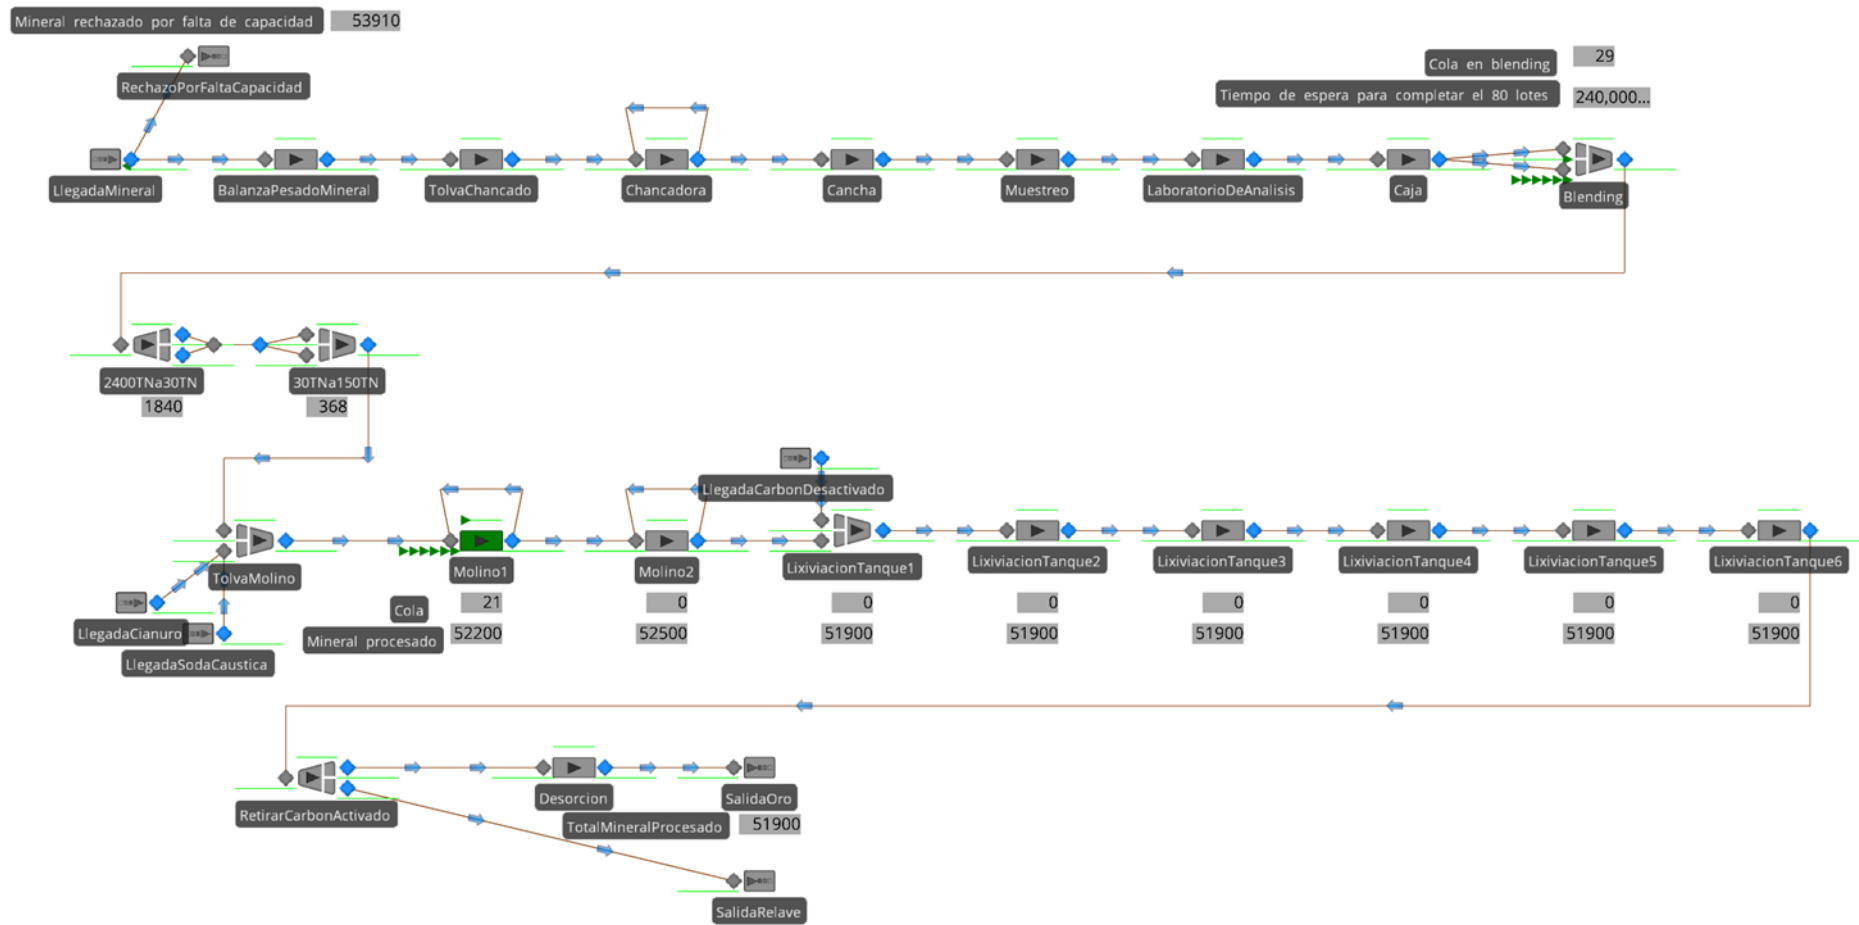 Mineral rechazado por falta de capacidad 53910
RechazoPorFaltaCapacidad
Cola en blending 29
Tiempo de espera para completar el 80 lotes 240,000...
LlegadaMineral BalanzaPesadoMineral TolvaChancado Chancadora Cancha Muestreo LaboratorioDeAnalisis Caja Blending
2400TNa30TN 30TNa150TN
1840 368
LlegadaCarbonDesactivado
TolvaMolino Molino1 Molino2 LixiviacionTanque1 LixiviacionTanque2 LixiviacionTanque3 LixiviacionTanque4 LixiviacionTanque5 LixiviacionTanque6
Cola 21 0 0 0 0 0 0 0
LlegadaCianuro
Mineral procesado 52200 52500 51900 51900 51900 51900 51900 51900
LlegadaSodaCaustica
RetirarCarbonActivado Desorcion SalidaOro
TotalMineralProcesado 51900
SalidaRelave